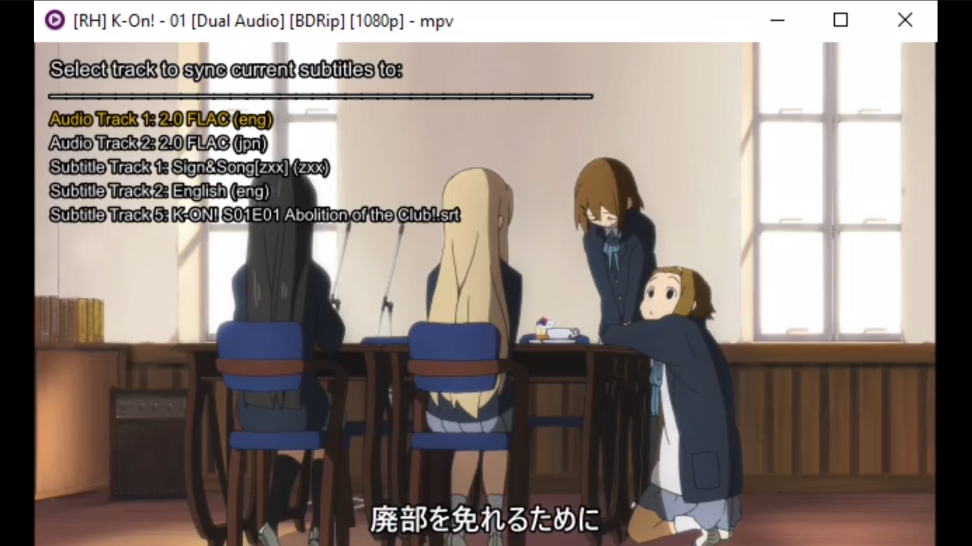 [RH] K-On! - 01 [Dual Audio] [BDRip] [1080p] - mpv
Select track to sync current subtitles to:
Audio Track 1: 2.0 FLAC (eng)
Audio Track 2: 2.0 FLAC (jpn)
Subtitle Track 1: Sign&Song[zxx] (zxx)
Subtitle Track 2: English (eng)
Subtitle Track 5: K-ON! S01E01 Abolition of the Club!.srt
廃部を免れるために